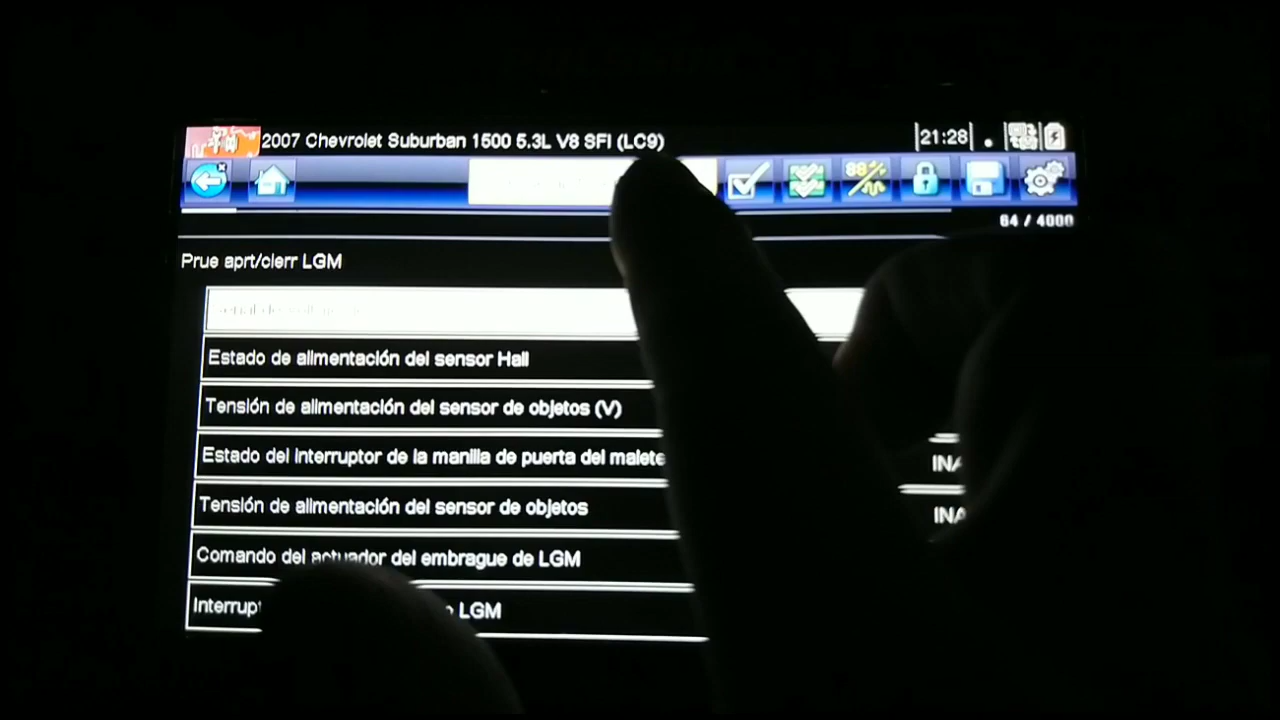 2007 Chevrolet Suburban 1500 5.3L V8 SFI (LC9)
21:28
64 / 4000
Prue aprt/cierr LGM
Estado de alimentación del sensor Hall
Tensión de alimentación del sensor de objetos (V)
Estado del interruptor de la manilla de puerta del malete
INA
Tensión de alimentación del sensor de objetos
INA
Comando del actuador del embrague de LGM
Interrup LGM